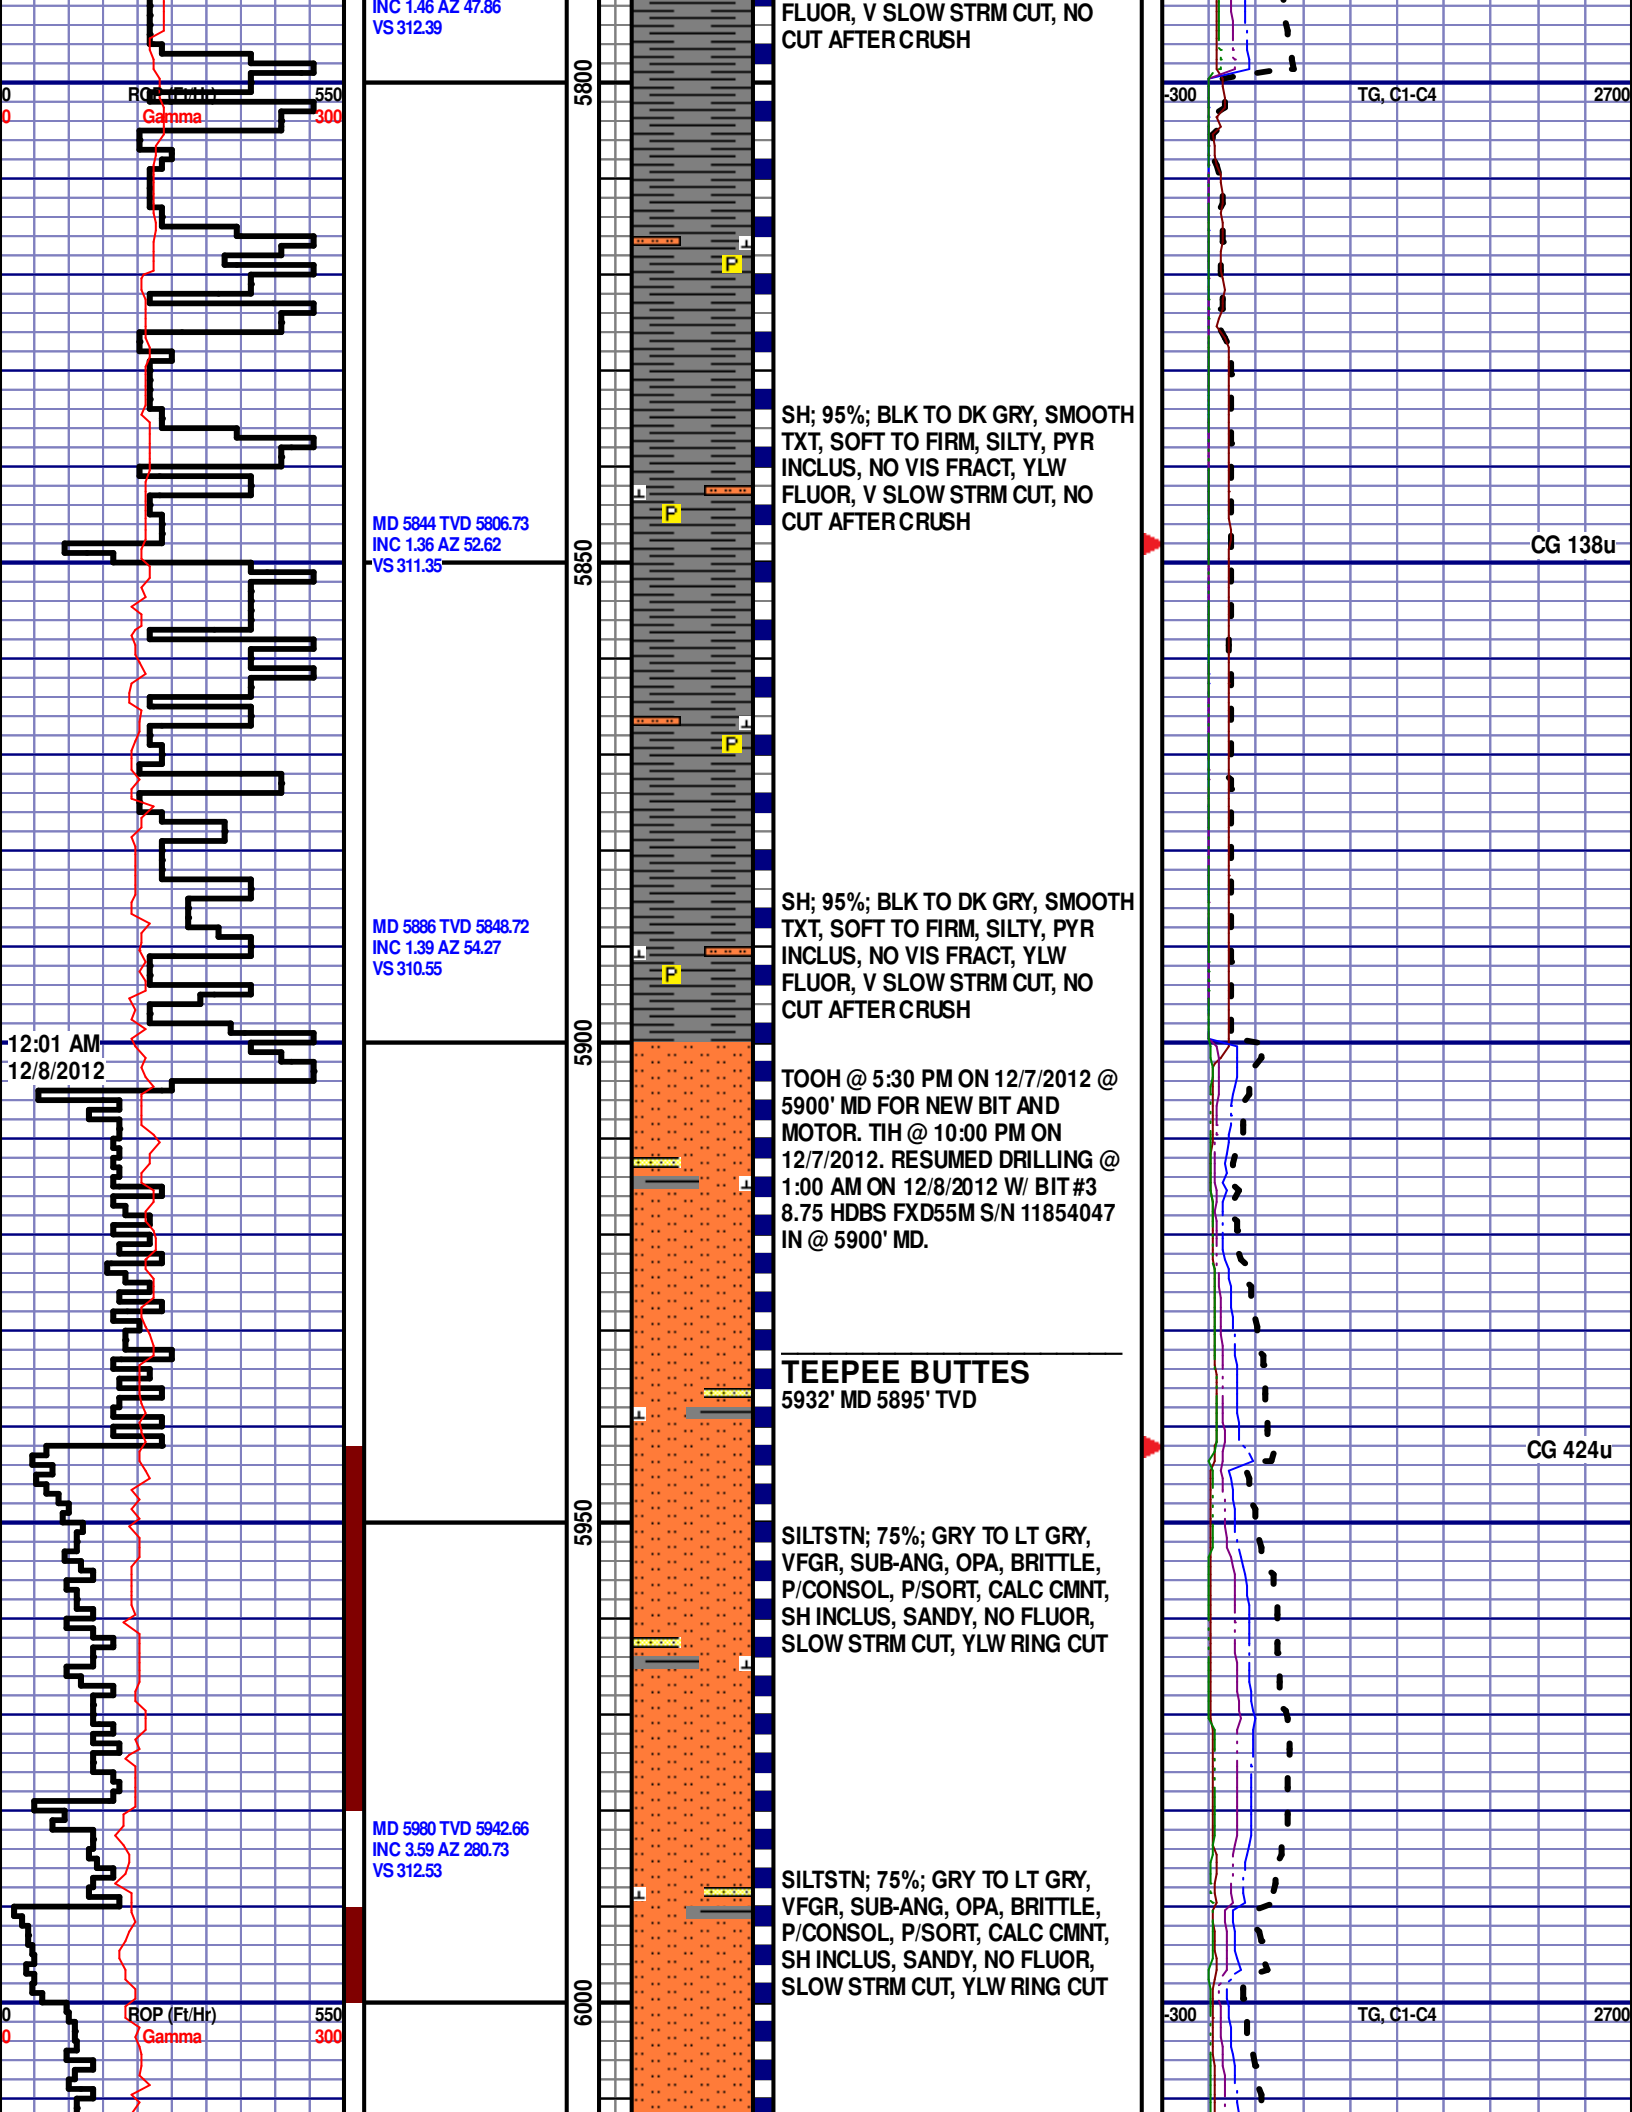 INC 1.46 AZ 47.86
VS 312.39
FLUOR, V SLOW STRM CUT, NO
CUT AFTER CRUSH
5800
0 ROP (Ft/Hr) 550
0 Gamma 300
-300 TG, C1-C4 2700
P
SH; 95%; BLK TO DK GRY, SMOOTH
TXT, SOFT TO FIRM, SILTY, PYR
INCLUS, NO VIS FRACT, YLW
FLUOR, V SLOW STRM CUT, NO
CUT AFTER CRUSH
P
MD 5844 TVD 5806.73
INC 1.36 AZ 52.62
VS 311.35
5850
CG 138u
P
SH; 95%; BLK TO DK GRY, SMOOTH
TXT, SOFT TO FIRM, SILTY, PYR
INCLUS, NO VIS FRACT, YLW
FLUOR, V SLOW STRM CUT, NO
CUT AFTER CRUSH
MD 5886 TVD 5848.72
INC 1.39 AZ 54.27
VS 310.55
P
5900
12:01 AM
12/8/2012
TOOH @ 5:30 PM ON 12/7/2012 @
5900' MD FOR NEW BIT AND
MOTOR. TIH @ 10:00 PM ON
12/7/2012. RESUMED DRILLING @
1:00 AM ON 12/8/2012 W/ BIT #3
8.75 HDBS FXD55M S/N 11854047
IN @ 5900' MD.
TEEPEE BUTTES
5932' MD 5895' TVD
CG 424u
5950
SILTSTN; 75%; GRY TO LT GRY,
VFGR, SUB-ANG, OPA, BRITTLE,
P/CONSOL, P/SORT, CALC CMNT,
SH INCLUS, SANDY, NO FLUOR,
SLOW STRM CUT, YLW RING CUT
MD 5980 TVD 5942.66
INC 3.59 AZ 280.73
VS 312.53
SILTSTN; 75%; GRY TO LT GRY,
VFGR, SUB-ANG, OPA, BRITTLE,
P/CONSOL, P/SORT, CALC CMNT,
SH INCLUS, SANDY, NO FLUOR,
SLOW STRM CUT, YLW RING CUT
6000
0 ROP (Ft/Hr) 550
0 Gamma 300
-300 TG, C1-C4 2700